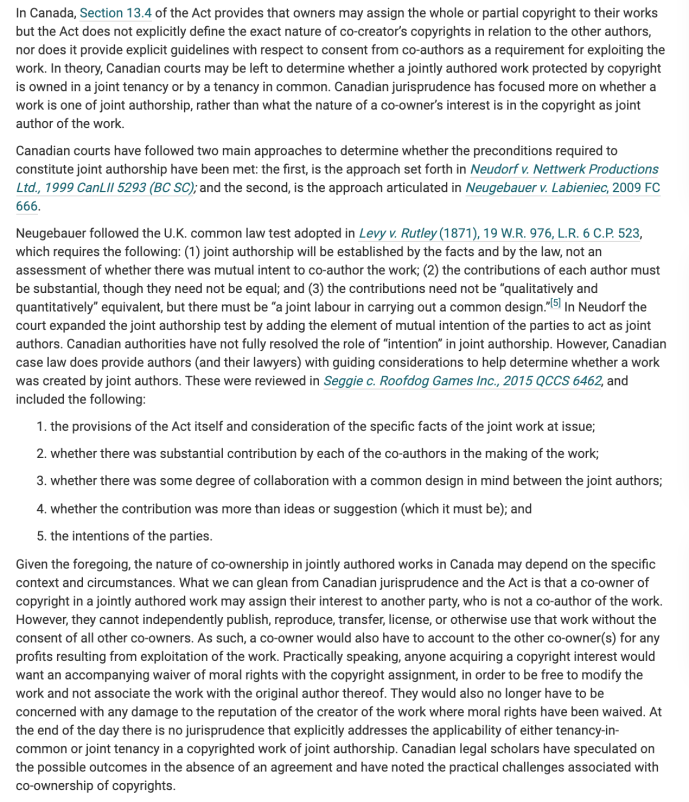 In Canada, Section 13.4 of the Act provides that owners may assign the whole or partial copyright to their works
but the Act does not explicitly define the exact nature of co-creator's copyrights in relation to the other authors,
nor does it provide explicit guidelines with respect to consent from co-authors as a requirement for exploiting the
work. In theory, Canadian courts may be left to determine whether a jointly authored work protected by copyright
is owned in a joint tenancy or by a tenancy in common. Canadian jurisprudence has focused more on whether a
work is one of joint authorship, rather than what the nature of a co-owner's interest is in the copyright as joint
author of the work.
Canadian courts have followed two main approaches to determine whether the preconditions required to
constitute joint authorship have been met: the first, is the approach set forth in Neudorf v. Nettwerk Productions
Ltd., 1999 CanLII 5293 (BC SC); and the second, is the approach articulated in Neugebauer v. Labieniec, 2009 FC
666.
Neugebauer followed the U.K. common law test adopted in Levy v. Rutley (1871), 19 W.R. 976, L.R. 6 C.P. 523,
which requires the following: (1) joint authorship will be established by the facts and by the law, not an
assessment of whether there was mutual intent to co-author the work; (2) the contributions of each author must
be substantial, though they need not be equal; and (3) the contributions need not be "qualitatively and
quantitatively" equivalent, but there must be "a joint labour in carrying out a common design."[5] In Neudorf the
court expanded the joint authorship test by adding the element of mutual intention of the parties to act as joint
authors. Canadian authorities have not fully resolved the role of "intention" in joint authorship. However, Canadian
case law does provide authors (and their lawyers) with guiding considerations to help determine whether a work
was created by joint authors. These were reviewed in Seggie c. Roofdog Games Inc., 2015 QCCS 6462, and
included the following:
1. the provisions of the Act itself and consideration of the specific facts of the joint work at issue;
2. whether there was substantial contribution by each of the co-authors in the making of the work;
3. whether there was some degree of collaboration with a common design in mind between the joint authors;
4. whether the contribution was more than ideas or suggestion (which it must be); and
5. the intentions of the parties.
Given the foregoing, the nature of co-ownership in jointly authored works in Canada may depend on the specific
context and circumstances. What we can glean from Canadian jurisprudence and the Act is that a co-owner of
copyright in a jointly authored work may assign their interest to another party, who is not a co-author of the work.
However, they cannot independently publish, reproduce, transfer, license, or otherwise use that work without the
consent of all other co-owners. As such, a co-owner would also have to account to the other co-owner(s) for any
profits resulting from exploitation of the work. Practically speaking, anyone acquiring a copyright interest would
want an accompanying waiver of moral rights with the copyright assignment, in order to be free to modify the
work and not associate the work with the original author thereof. They would also no longer have to be
concerned with any damage to the reputation of the creator of the work where moral rights have been waived. At
the end of the day there is no jurisprudence that explicitly addresses the applicability of either tenancy-in-
common or joint tenancy in a copyrighted work of joint authorship. Canadian legal scholars have speculated on
the possible outcomes in the absence of an agreement and have noted the practical challenges associated with
co-ownership of copyrights.